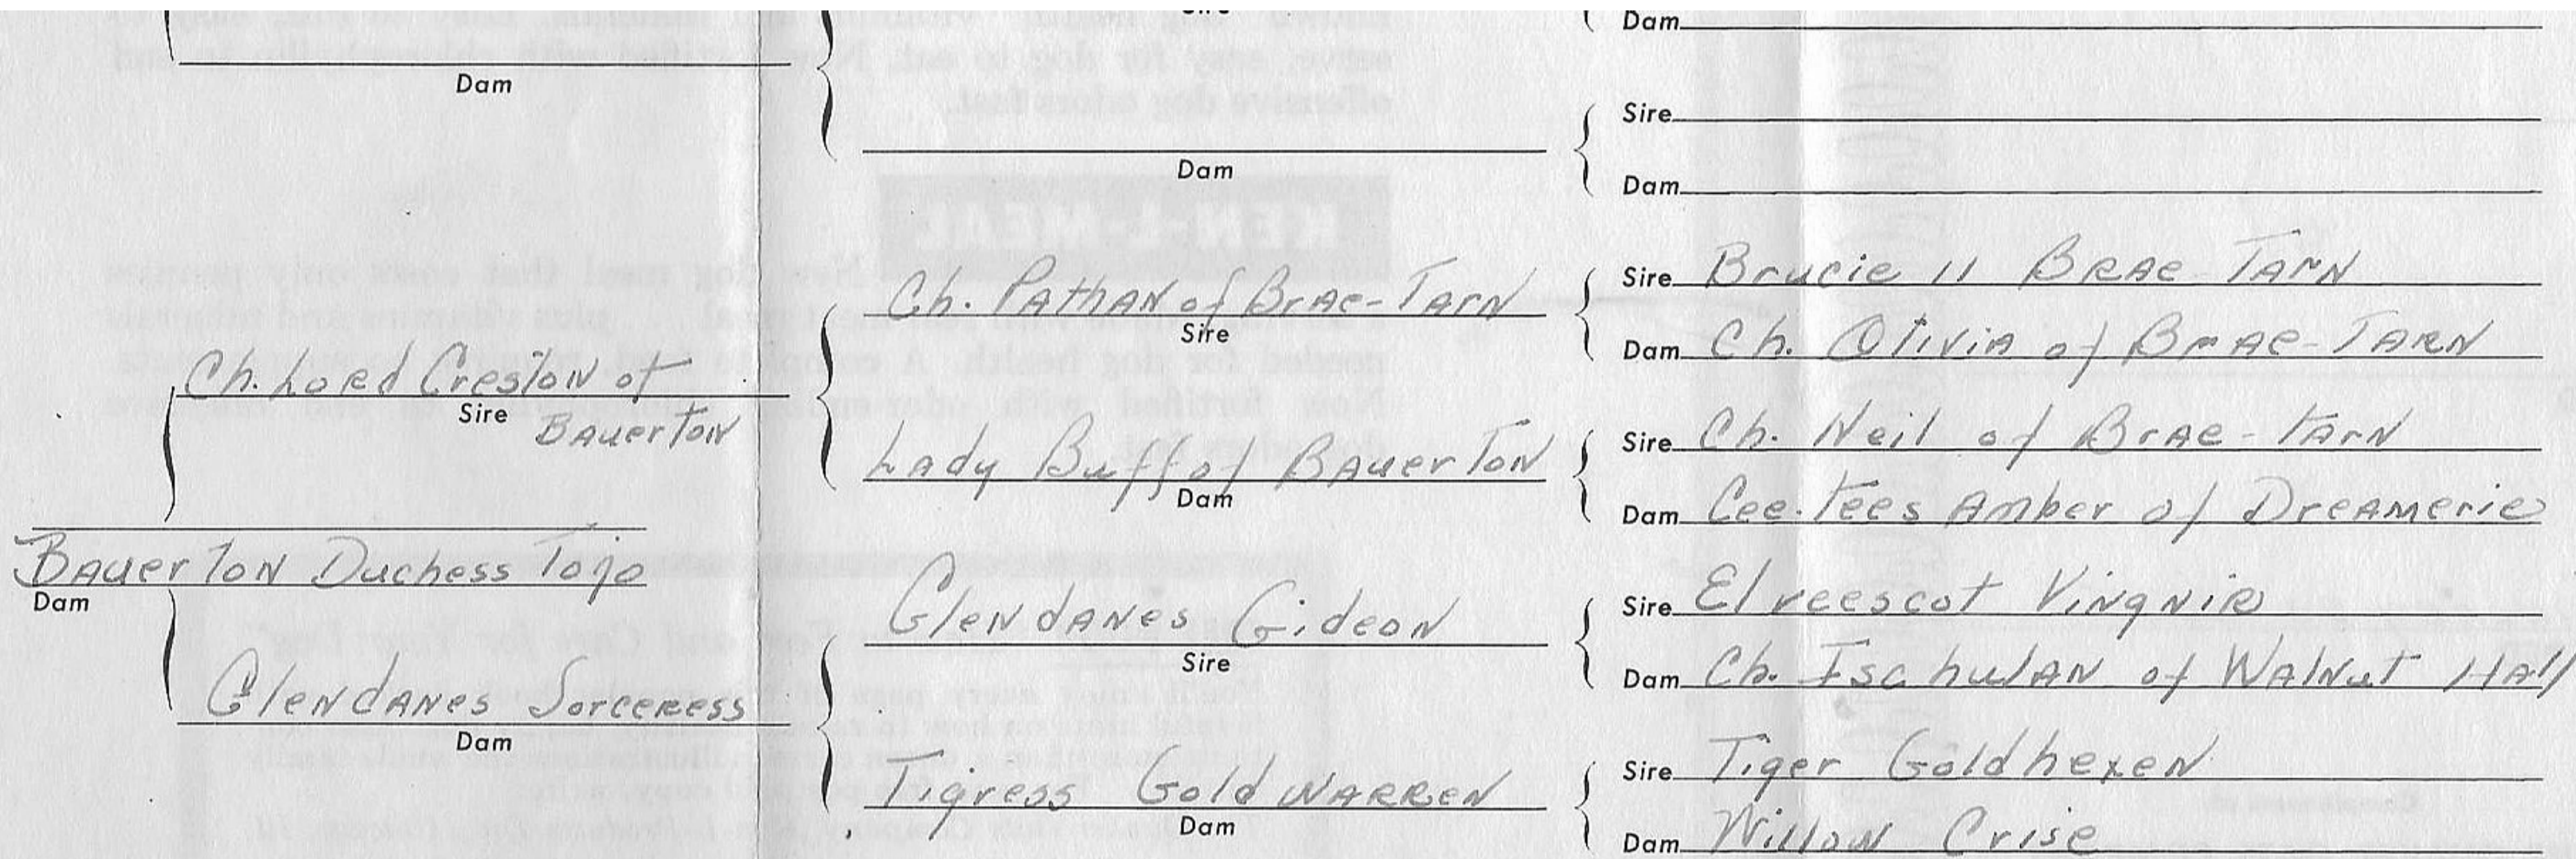 Dam
Dam
Sire
Dam
Dam
Sire Brucie 11 Brae-Tarn
Ch. Pathan of Brae-Tarn
Sire
Dam Ch. Olivia of Brae-Tarn
Ch. Lord Creston of
Sire
Bauerton
Sire Ch. Neil of Brae-Tarn
Lady Buff of Bauerton
Dam
Dam Cee-Tees Amber of Dreamerie
Bauerton Duchess Tojo
Dam
Sire Elreescot Vingnir
Glendanes Gideon
Sire
Dam Ch. Ischulan of Walnut Hall
Glendanes Sorceress
Dam
Sire Tiger Goldhexen
Tigress Gold Warren
Dam
Dam Willow Crise